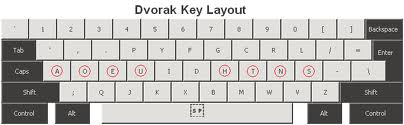 Dvorak Key Layout
` 1 2 3 4 5 6 7 8 9 0 [ ] Backspace
Tab ' , . P Y F G C R L / = Enter
Caps A O E U I D H T N S - \
Shift ; Q J K X B M W V Z Shift
Control Alt S P Alt Control